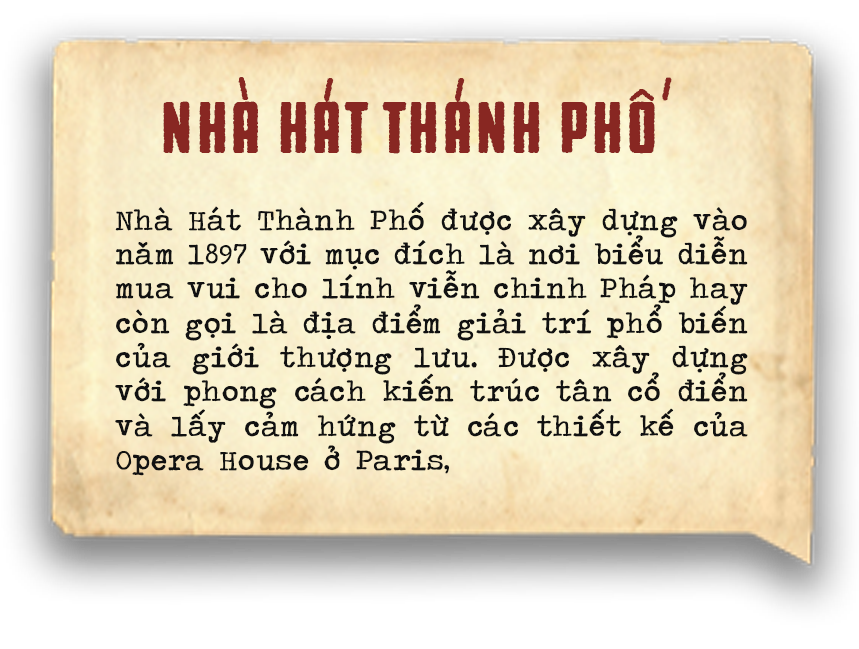 NHÀ HÁT THÁNH PHỐ
Nhà Hát Thành Phố được xây dựng vào
năm 1897 với mục đích là nơi biểu diễn
mua vui cho lính viễn chinh Pháp hay
còn gọi là địa điểm giải trí phổ biến
của giới thượng lưu. Được xây dựng
với phong cách kiến trúc tân cổ điển
và lấy cảm hứng từ các thiết kế của
Opera House ở Paris,